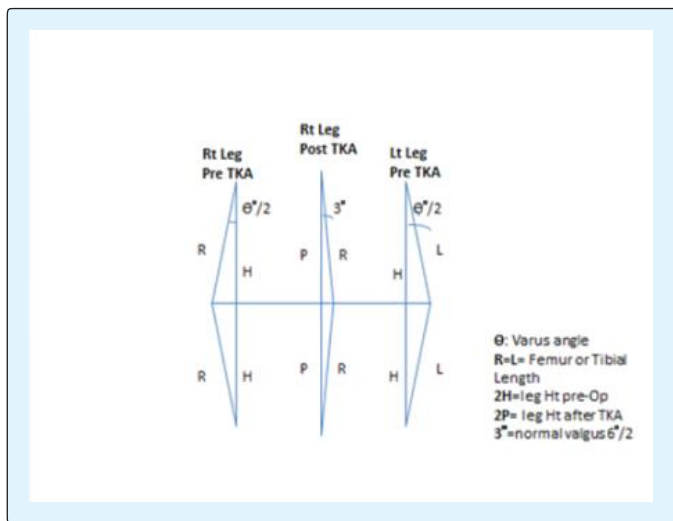 Rt Leg
Post TKA
Rt Leg
Pre TKA
Lt Leg
Pre TKA
Ɵ°/2
3°
Ɵ°/2
R
H
P
R
H
L
R
H
P
R
H
L
Ɵ: Varus angle
R=L= Femur or Tibial
Length
2H=leg Ht pre-Op
2P= leg Ht after TKA
3°=normal valgus 6°/2